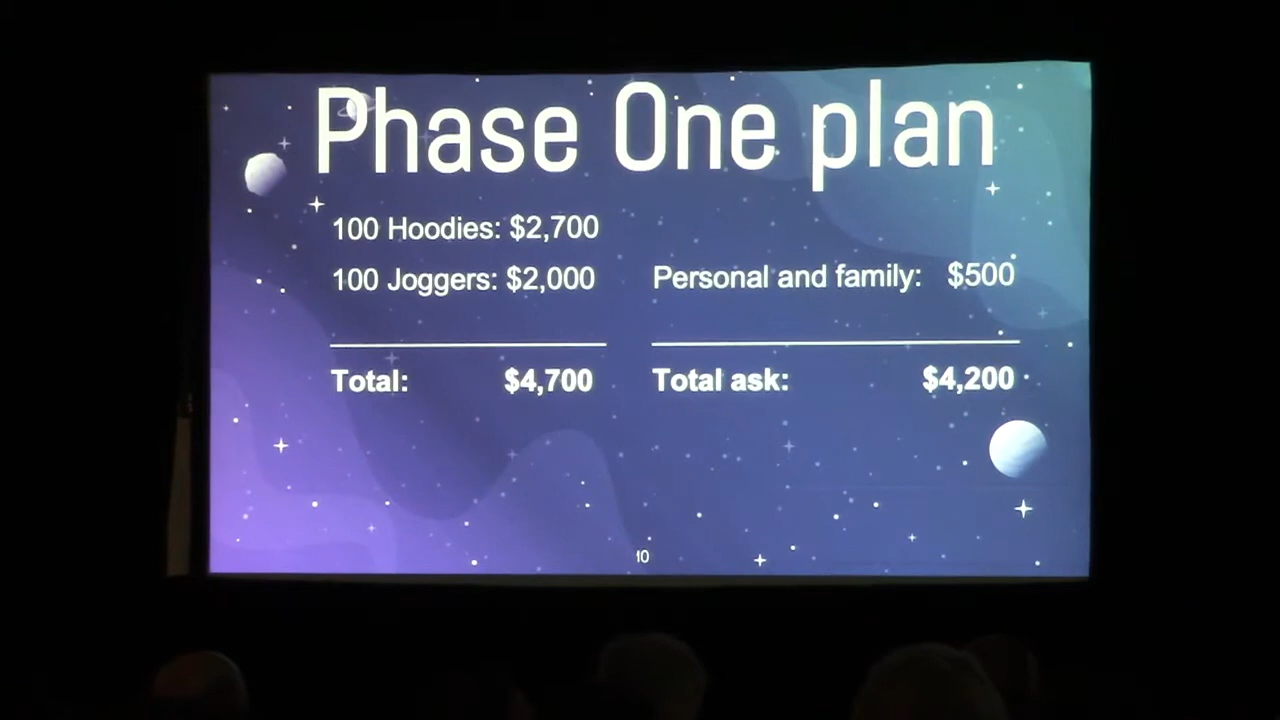 Phase One plan
100 Hoodies: $2,700
100 Joggers: $2,000
Total: $4,700
Personal and family: $500
Total ask: $4,200
10